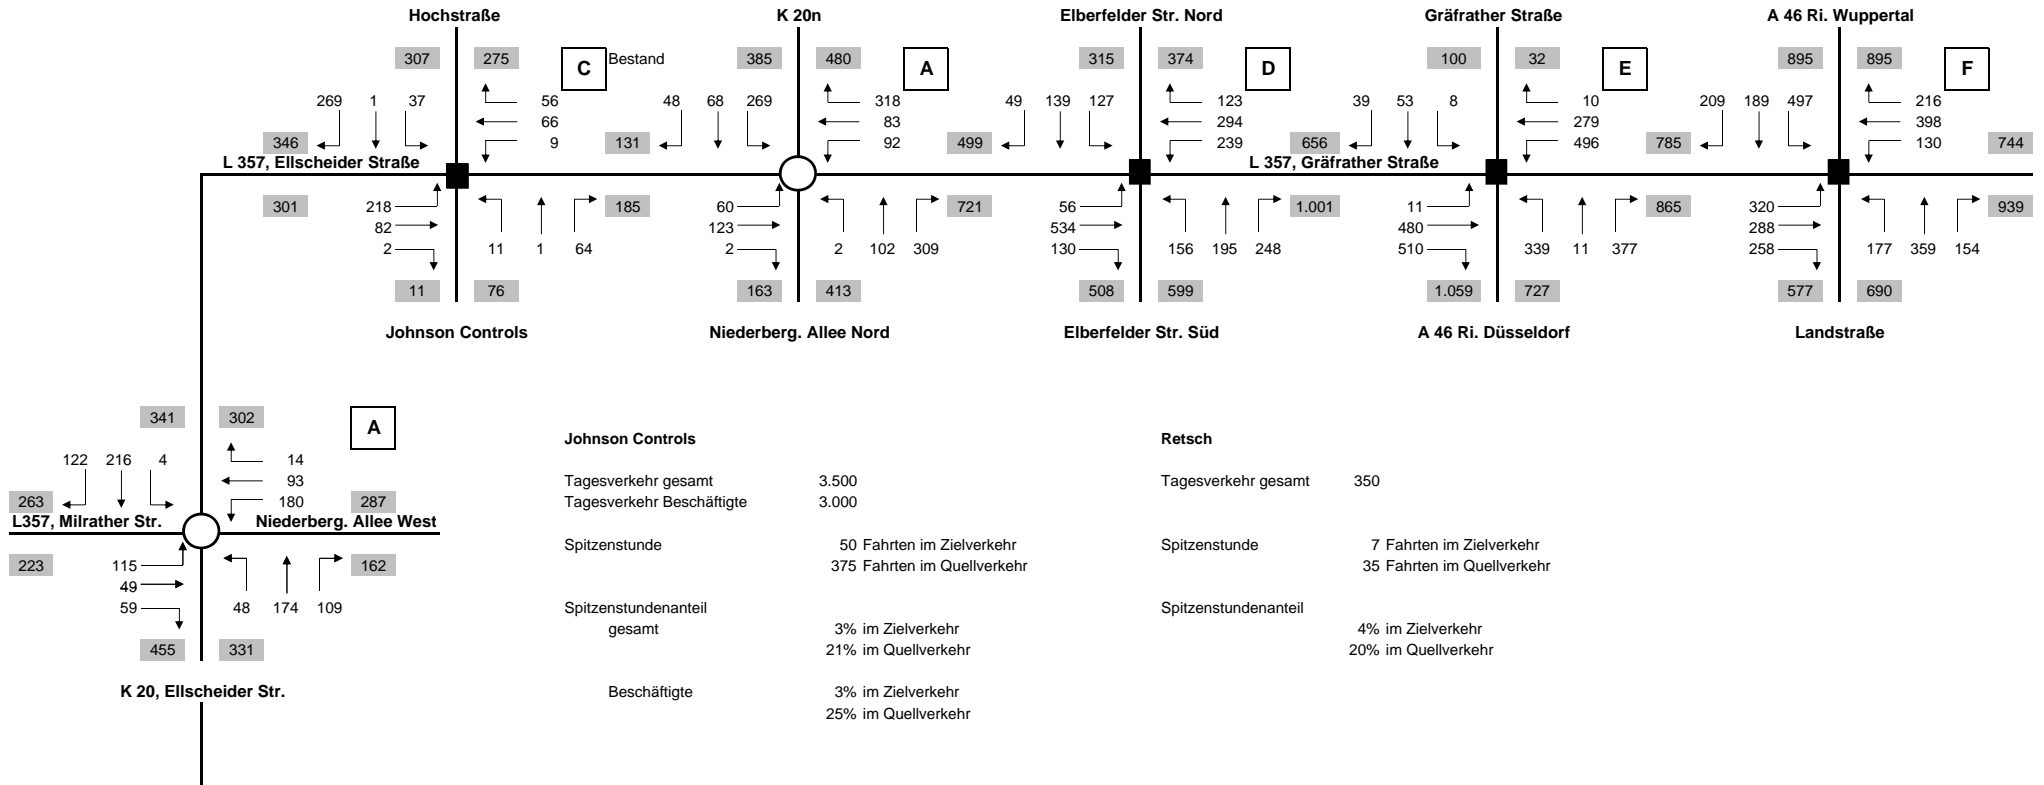 Hochstraße K 20n Elberfelder Str. Nord Gräfrather Straße A 46 Ri. Wuppertal
307 275 C Bestand 385 480 A 315 374 D 100 32 E 895 895 F
269 1 37 56 48 68 269 318 49 139 127 123 39 53 8 10 209 189 497 216
66 83 294 279 398
346 9 131 92 499 239 656 496 785 130 744
L 357, Ellscheider Straße L 357, Gräfrather Straße
301 218 185 60 721 56 1.001 11 865 320 939
82 123 534 480 288
2 11 1 64 2 2 102 309 130 156 195 248 510 339 11 377 258 177 359 154
11 76 163 413 508 599 1.059 727 577 690
Johnson Controls Niederberg. Allee Nord Elberfelder Str. Süd A 46 Ri. Düsseldorf Landstraße
341 302 A
122 216 4 14
93
263 180 287
L357, Milrather Str. Niederberg. Allee West
223 115 162
49
59 48 174 109
455 331
K 20, Ellscheider Str.
Johnson Controls
Tagesverkehr gesamt 3.500
Tagesverkehr Beschäftigte 3.000
Spitzenstunde 50 Fahrten im Zielverkehr
375 Fahrten im Quellverkehr
Spitzenstundenanteil
gesamt 3% im Zielverkehr
21% im Quellverkehr
Beschäftigte 3% im Zielverkehr
25% im Quellverkehr
Retsch
Tagesverkehr gesamt 350
Spitzenstunde 7 Fahrten im Zielverkehr
35 Fahrten im Quellverkehr
Spitzenstundenanteil
4% im Zielverkehr
20% im Quellverkehr